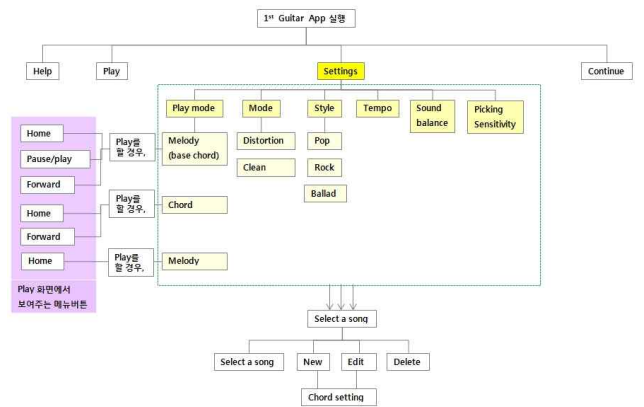 1st Guitar App 실행
Help
Play
Settings
Continue
Play mode
Mode
Style
Tempo
Sound
balance
Picking
Sensitivity
Home
Pause/play
Forward
Play를
할 경우,
Melody
(base chord)
Distortion
Clean
Pop
Rock
Ballad
Home
Forward
Play를
할 경우,
Chord
Home
Play를
할 경우,
Melody
Play 화면에서
보여주는 메뉴버튼
Select a song
Select a song
New
Edit
Delete
Chord setting